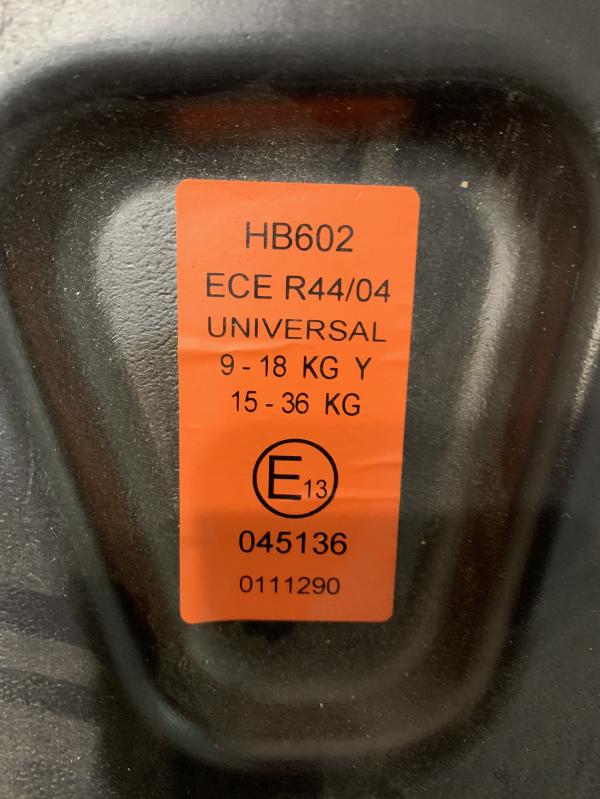 HB602
ECE R44/04
UNIVERSAL
9 - 18 KG Y
15 - 36 KG
E13
045136
0111290